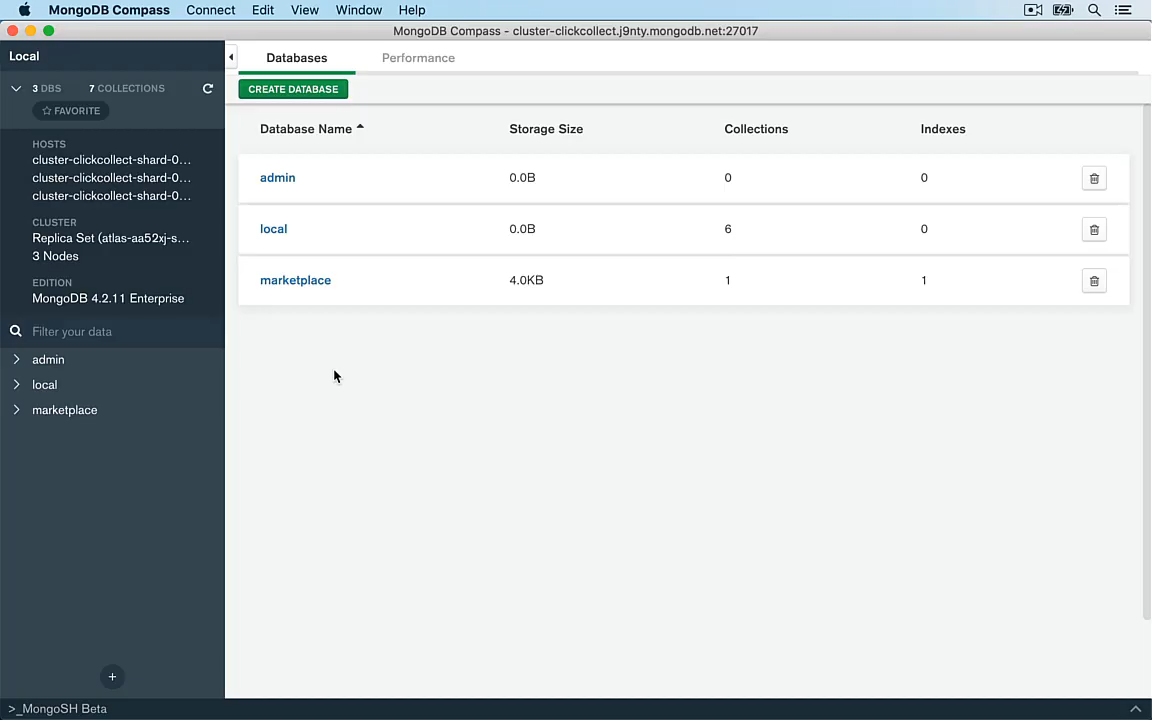 MongoDB Compass Connect Edit View Window Help
MongoDB Compass - cluster-clickcollect.j9nty.mongodb.net:27017
Local
Databases Performance
3 DBS 7 COLLECTIONS
CREATE DATABASE
FAVORITE
Database Name Storage Size Collections Indexes
HOSTS
cluster-clickcollect-shard-0...
cluster-clickcollect-shard-0...
cluster-clickcollect-shard-0...
admin 0.0B 0 0
CLUSTER
Replica Set (atlas-aa52xj-s...
3 Nodes
local 0.0B 6 0
EDITION
MongoDB 4.2.11 Enterprise
marketplace 4.0KB 1 1
Filter your data
admin
local
marketplace
>_MongoSH Beta